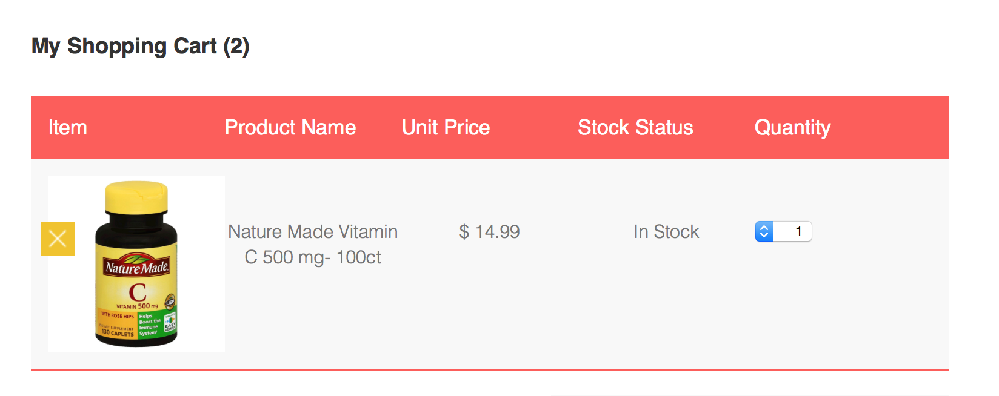 My Shopping Cart (2)
Item Product Name Unit Price Stock Status Quantity
Nature Made Vitamin $ 14.99 In Stock 1
C 500 mg- 100ct
Nature Made
C
VITAMIN 500 mg
USP
WITH ROSE HIPS
DIETARY SUPPLEMENT
130 CAPLETS
Helps
Boost the
Immune
System†
EASY